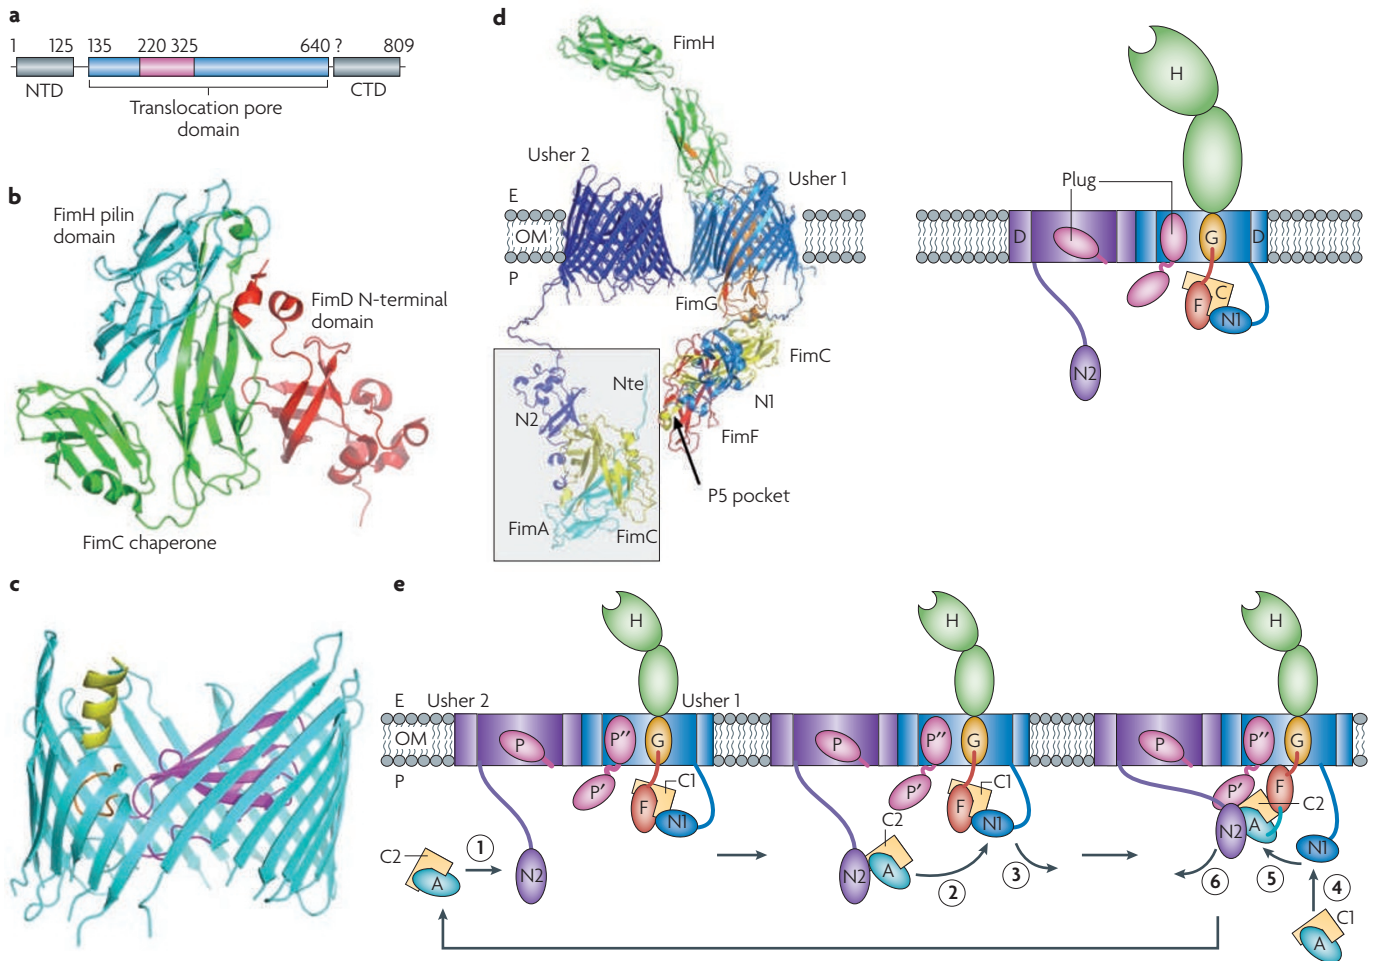 a
1 125 135 220 325 640 ? 809
NTD
CTD
Translocation pore
domain
b
FimH pilin
domain
FimD N-terminal
domain
FimC chaperone
c
d
FimH
Usher 2
Usher 1
E
OM
P
FimG
FimC
Nte
N2
N1
FimF
P5 pocket
FimA
FimC
H
Plug
D
G
D
C
F
N1
N2
e
H
H
H
E
Usher 2
Usher 1
OM
P
P
P′′
G
P
P′′
G
P
P′′
G
P′
F
C1
N1
P′
F
C1
N1
P′
F
C2
A
N2
N1
C2
A
1
N2
C2
N2
A
2
3
6
5
4
C1
A